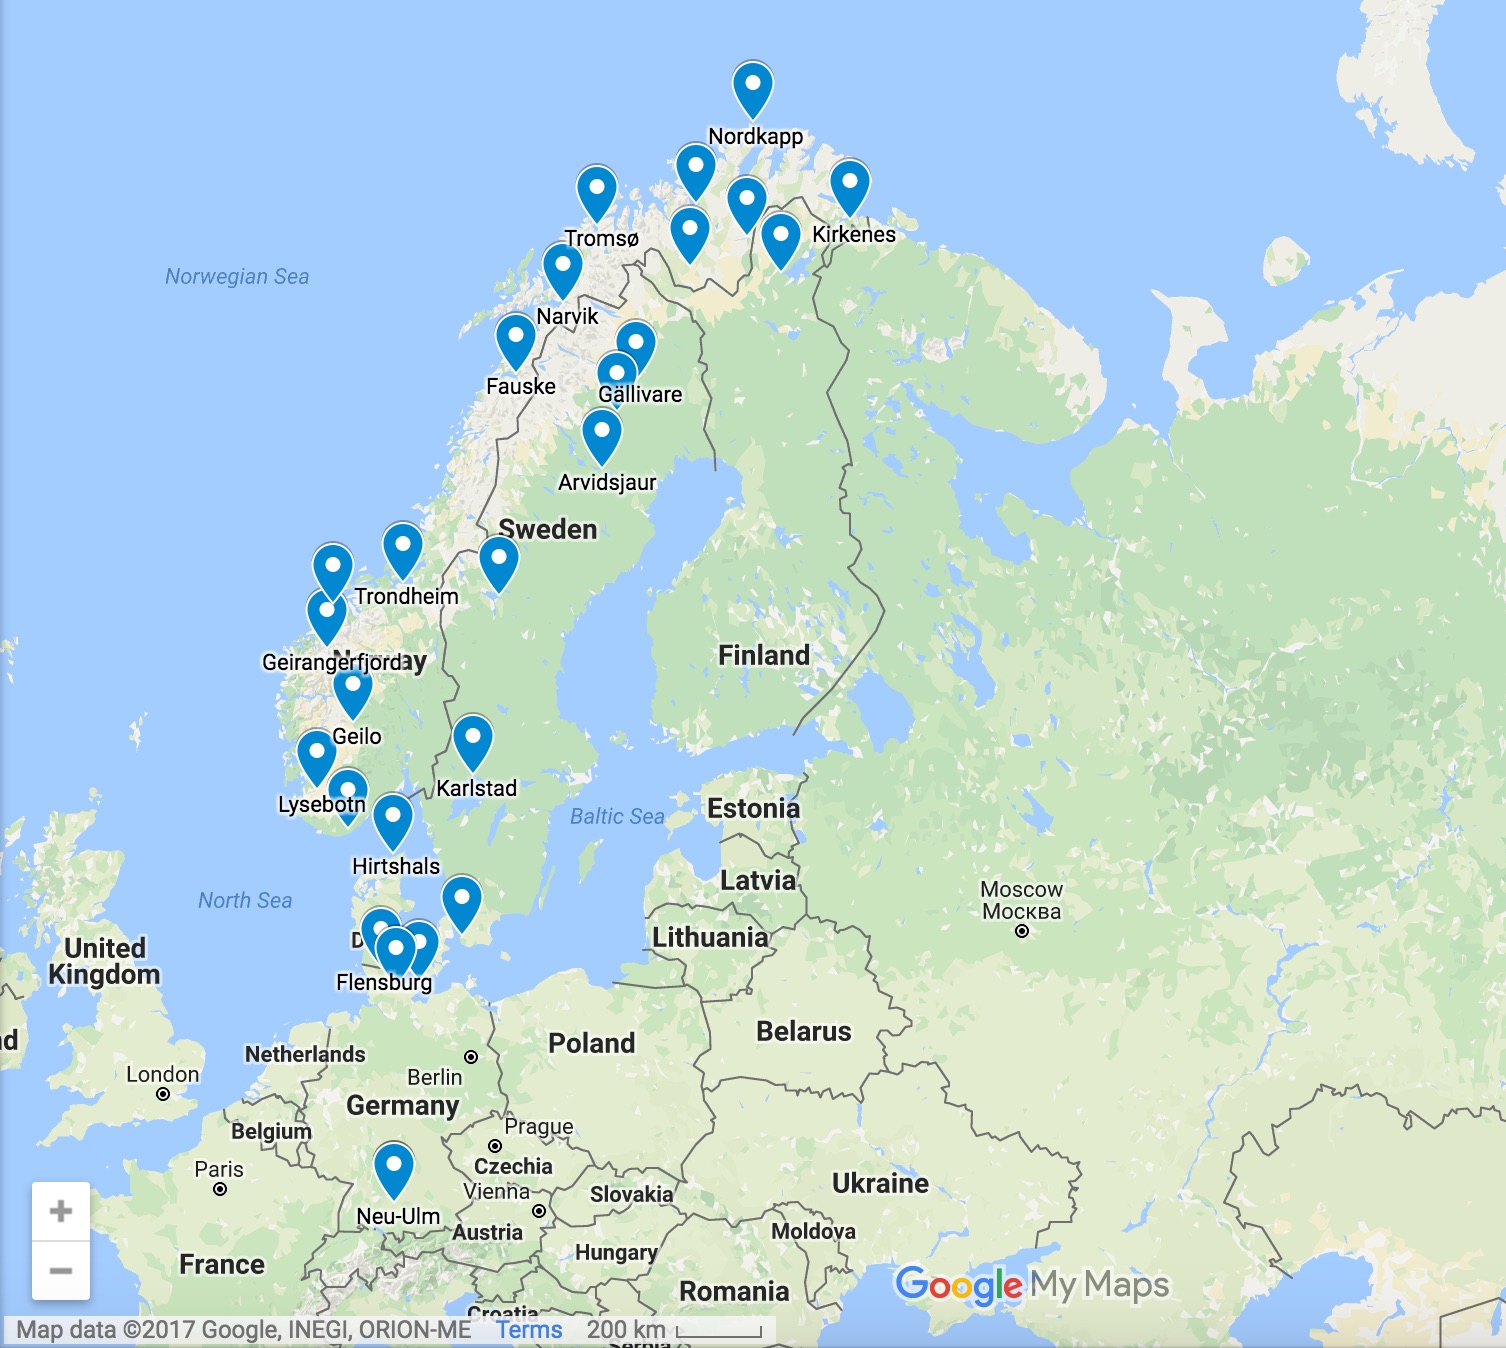 Nordkapp
Kirkenes
Tromsø
Norwegian Sea
Narvik
Fauske
Gällivare
Arvidsjaur
Sweden
Trondheim
Finland
Geirangerfjord
Norway
Geilo
Karlstad
Lysebotn
Estonia
Baltic Sea
Hirtshals
Latvia
Moscow
Москва
North Sea
D
Lithuania
United
Kingdom
Flensburg
Belarus
nd
Poland
Netherlands
Berlin
London
Germany
Prague
Belgium
Czechia
Paris
Vienna
Slovakia
Ukraine
Neu-Ulm
Austria
Moldova
Hungary
France
Romania
Google My Maps
Croatia
Map data ©2017 Google, INEGI, ORION-ME Terms 200 km
Serbia
+
−